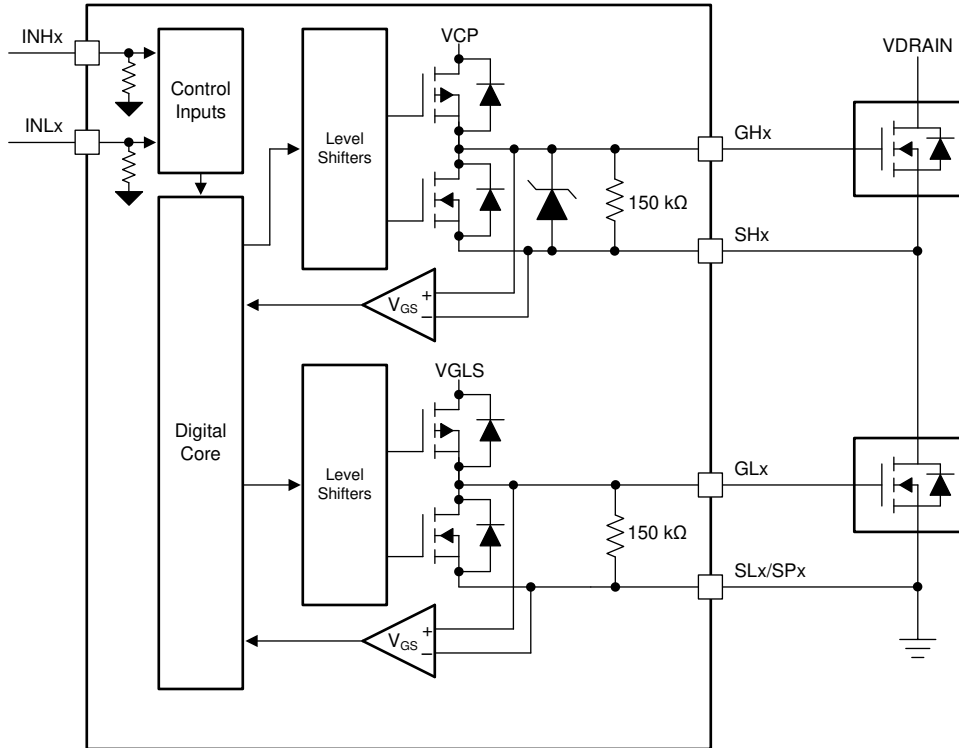 INHx
INLx
Control
Inputs
Digital
Core
Level
Shifters
VCP
VGS
+
−
150 kΩ
GHx
SHx
VDRAIN
Level
Shifters
VGLS
VGS
+
−
150 kΩ
GLx
SLx/SPx